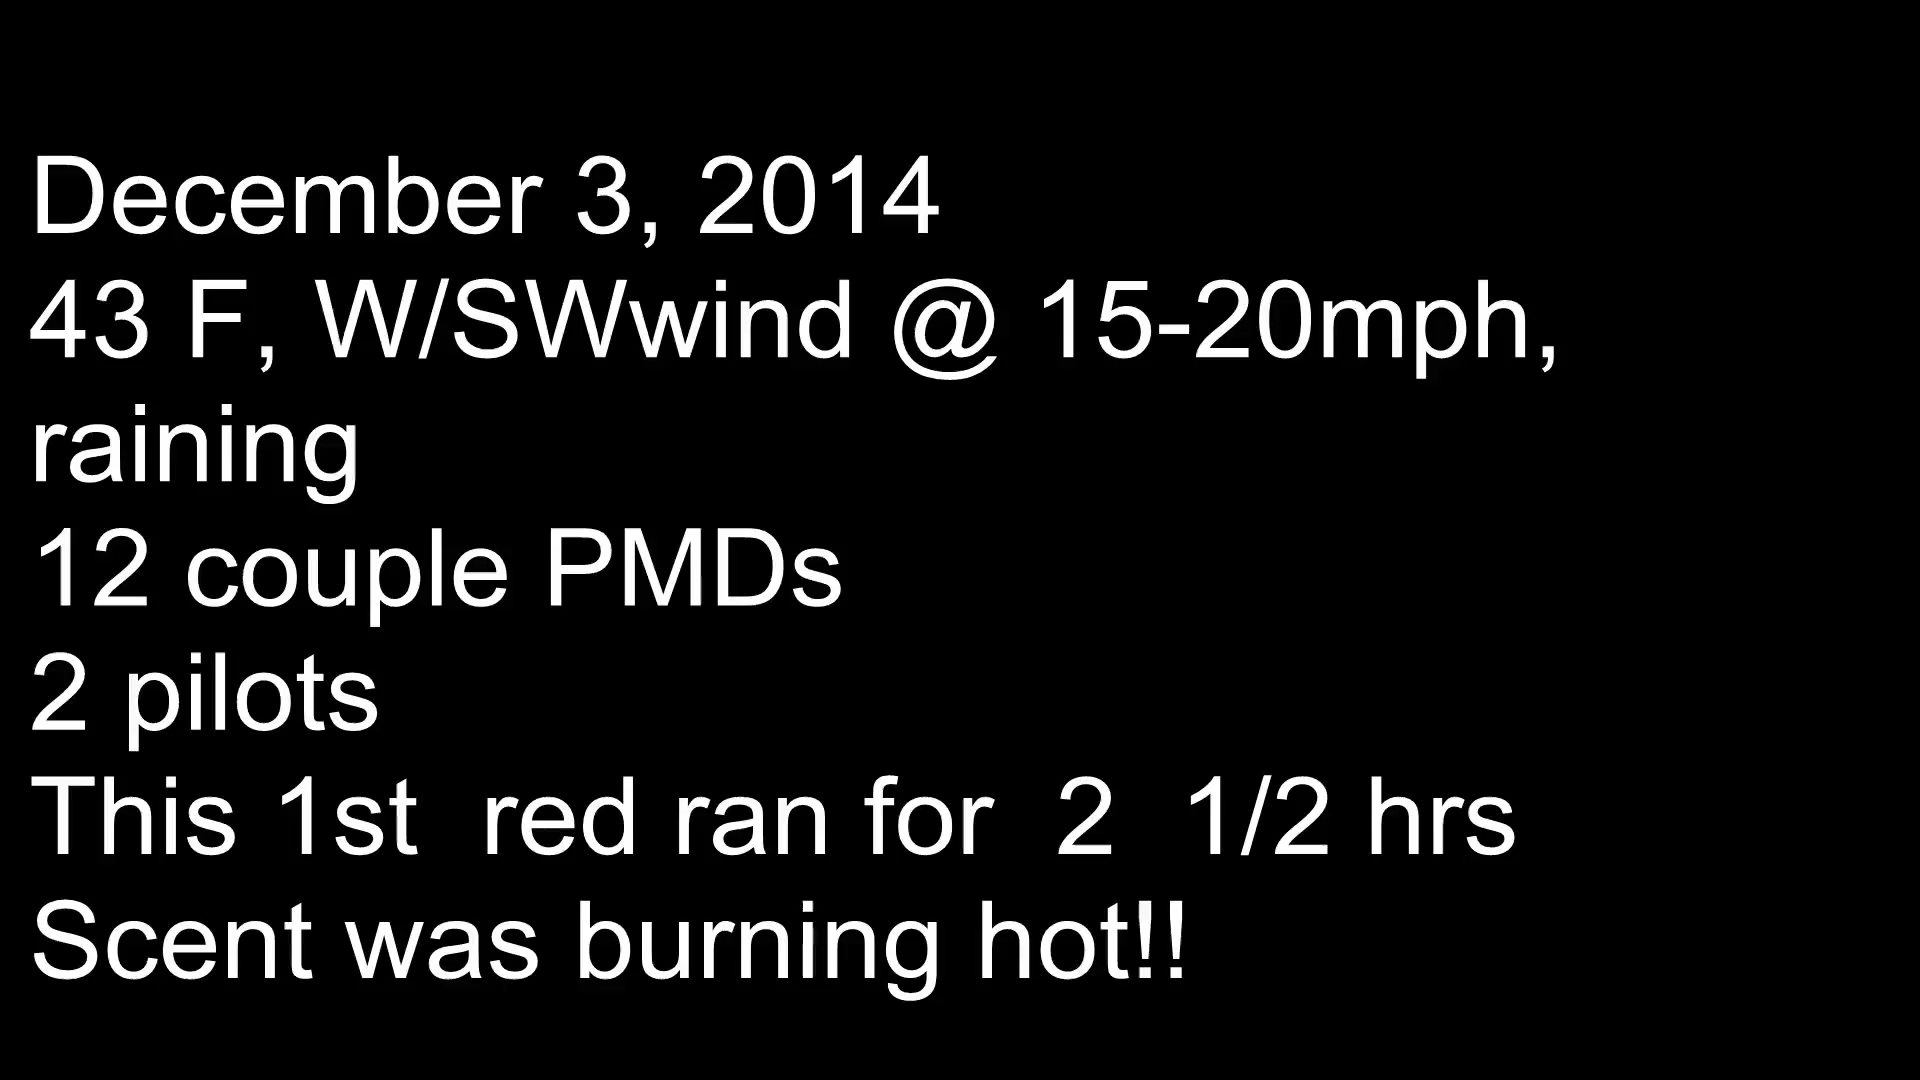 December 3, 2014
43 F, W/SWwind @ 15-20mph,
raining
12 couple PMDs
2 pilots
This 1st  red ran for  2  1/2 hrs
Scent was burning hot!!